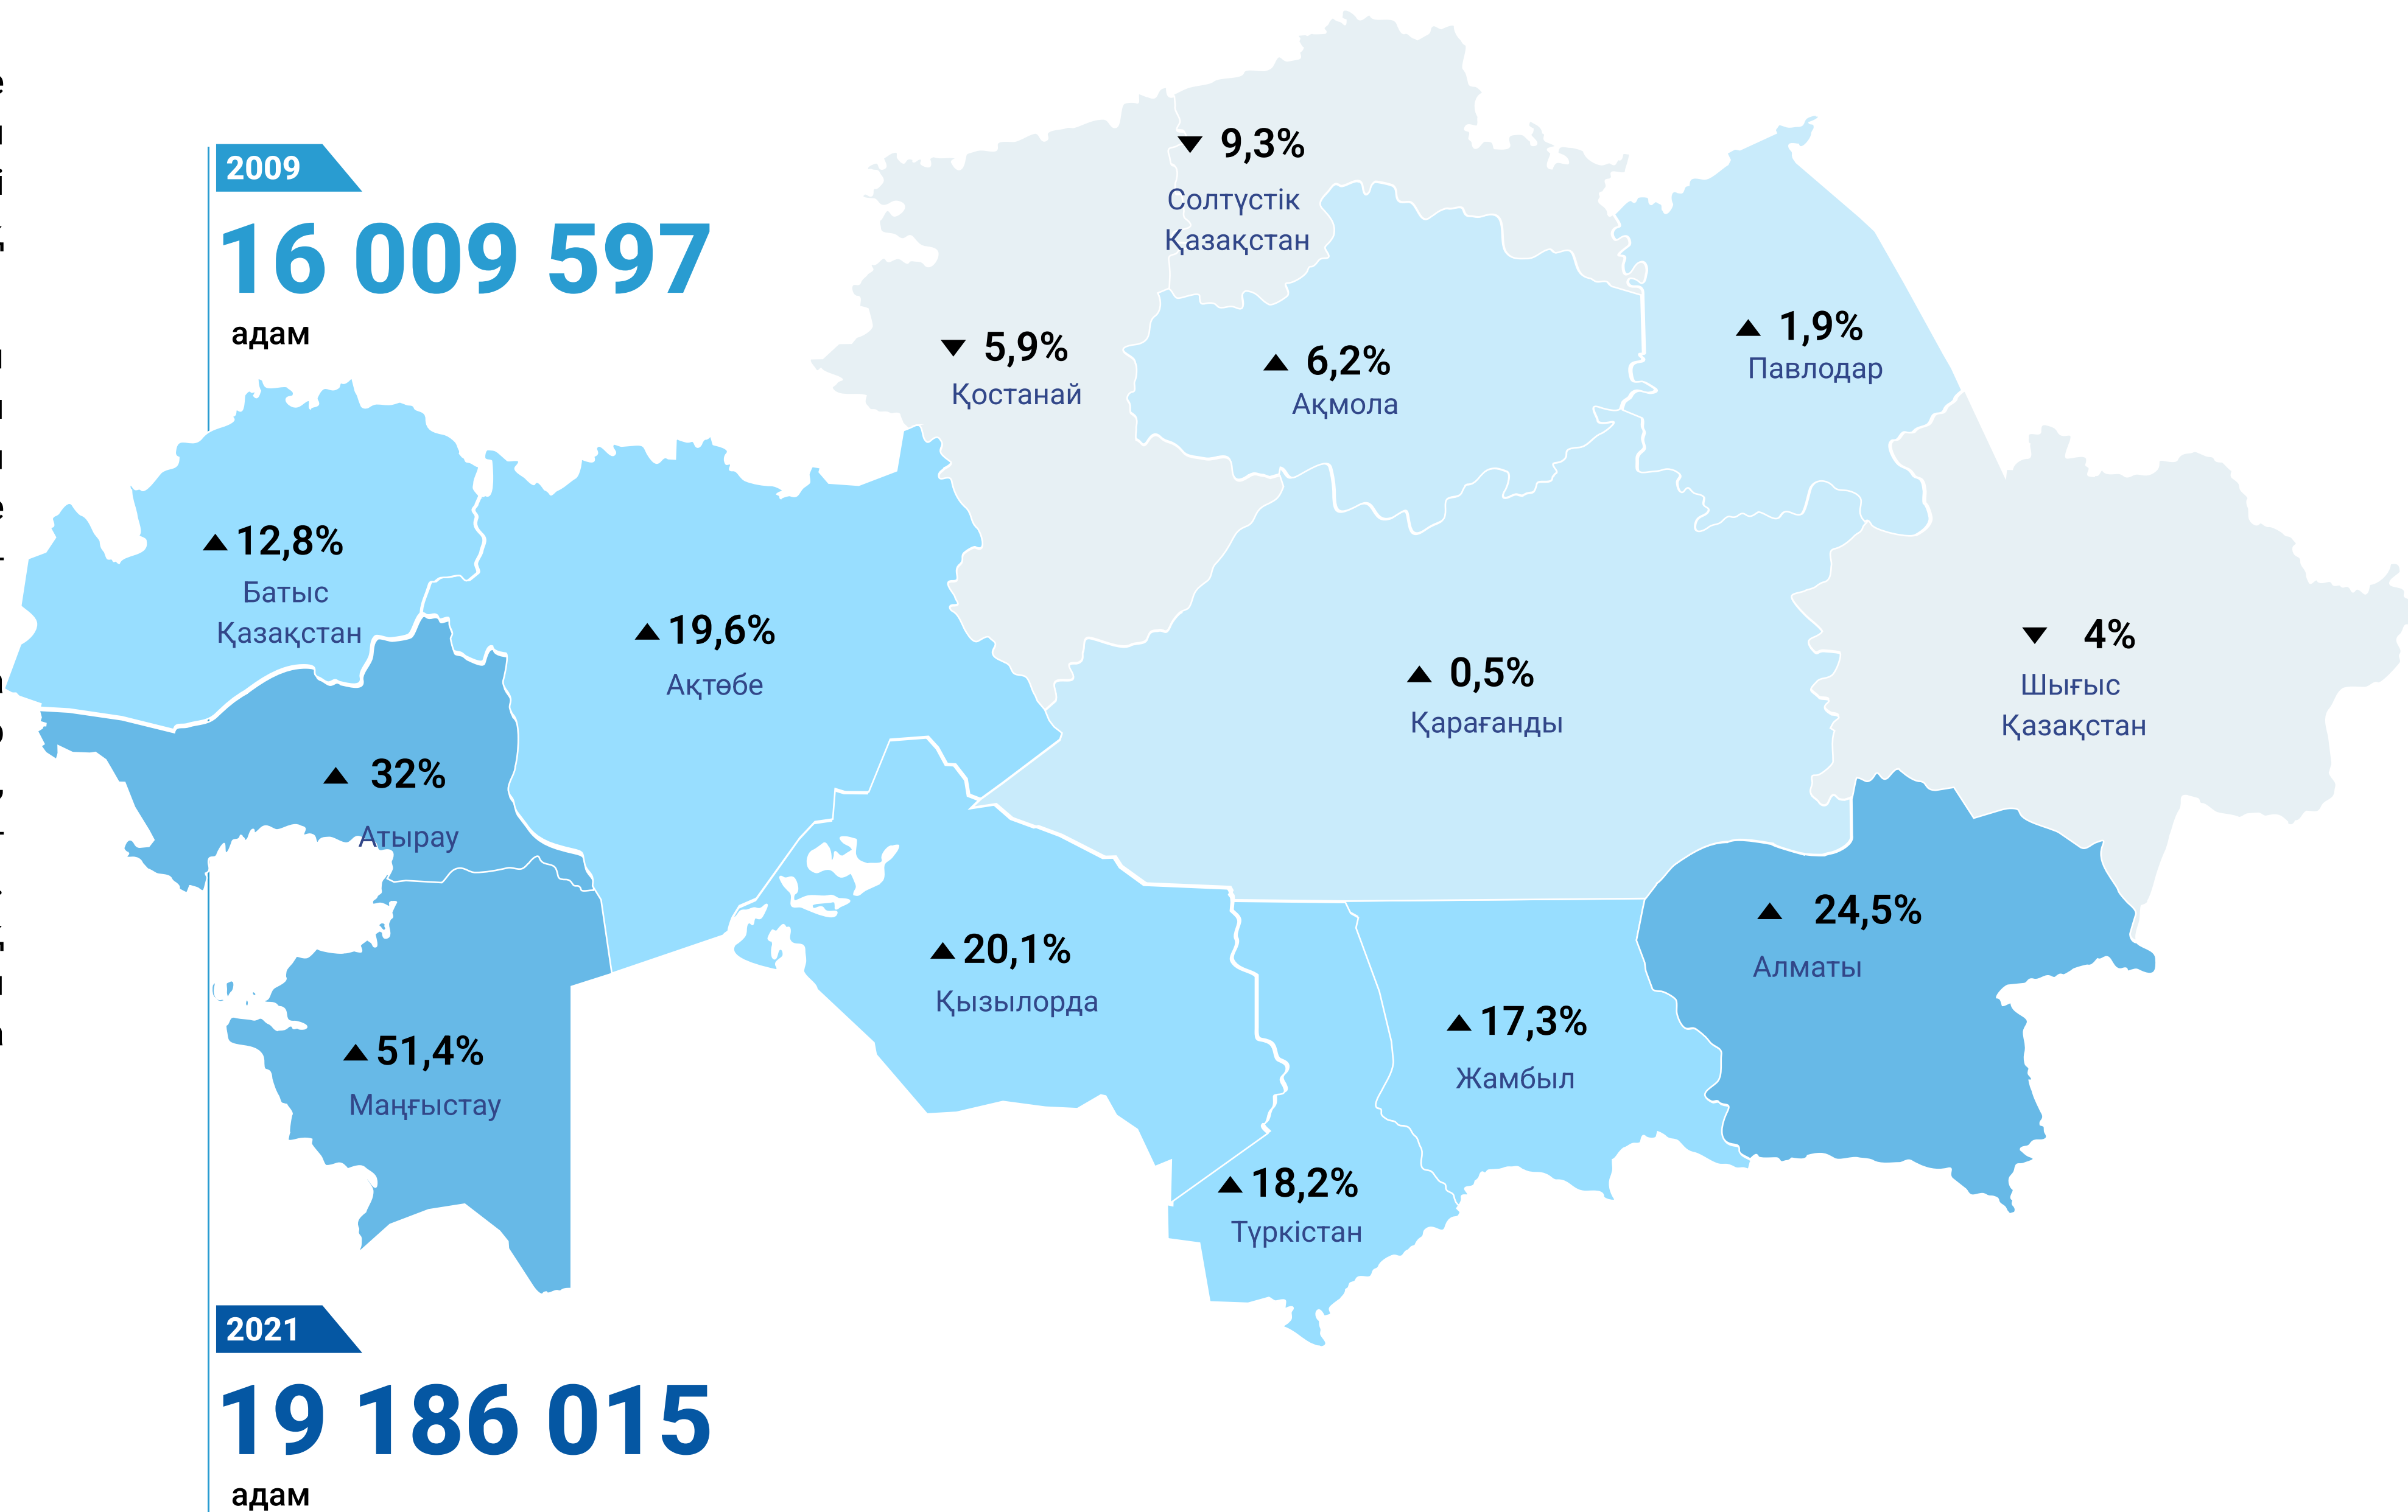 2009
16 009 597
адам
9,3%
Солтүстік
Қазақстан
5,9%
Қостанай
6,2%
Ақмола
1,9%
Павлодар
12,8%
Батыс
Қазақстан
19,6%
Ақтөбе
0,5%
Қарағанды
4%
Шығыс
Қазақстан
32%
Атырау
51,4%
Маңғыстау
20,1%
Қызылорда
17,3%
Жамбыл
24,5%
Алматы
18,2%
Түркістан
2021
19 186 015
адам